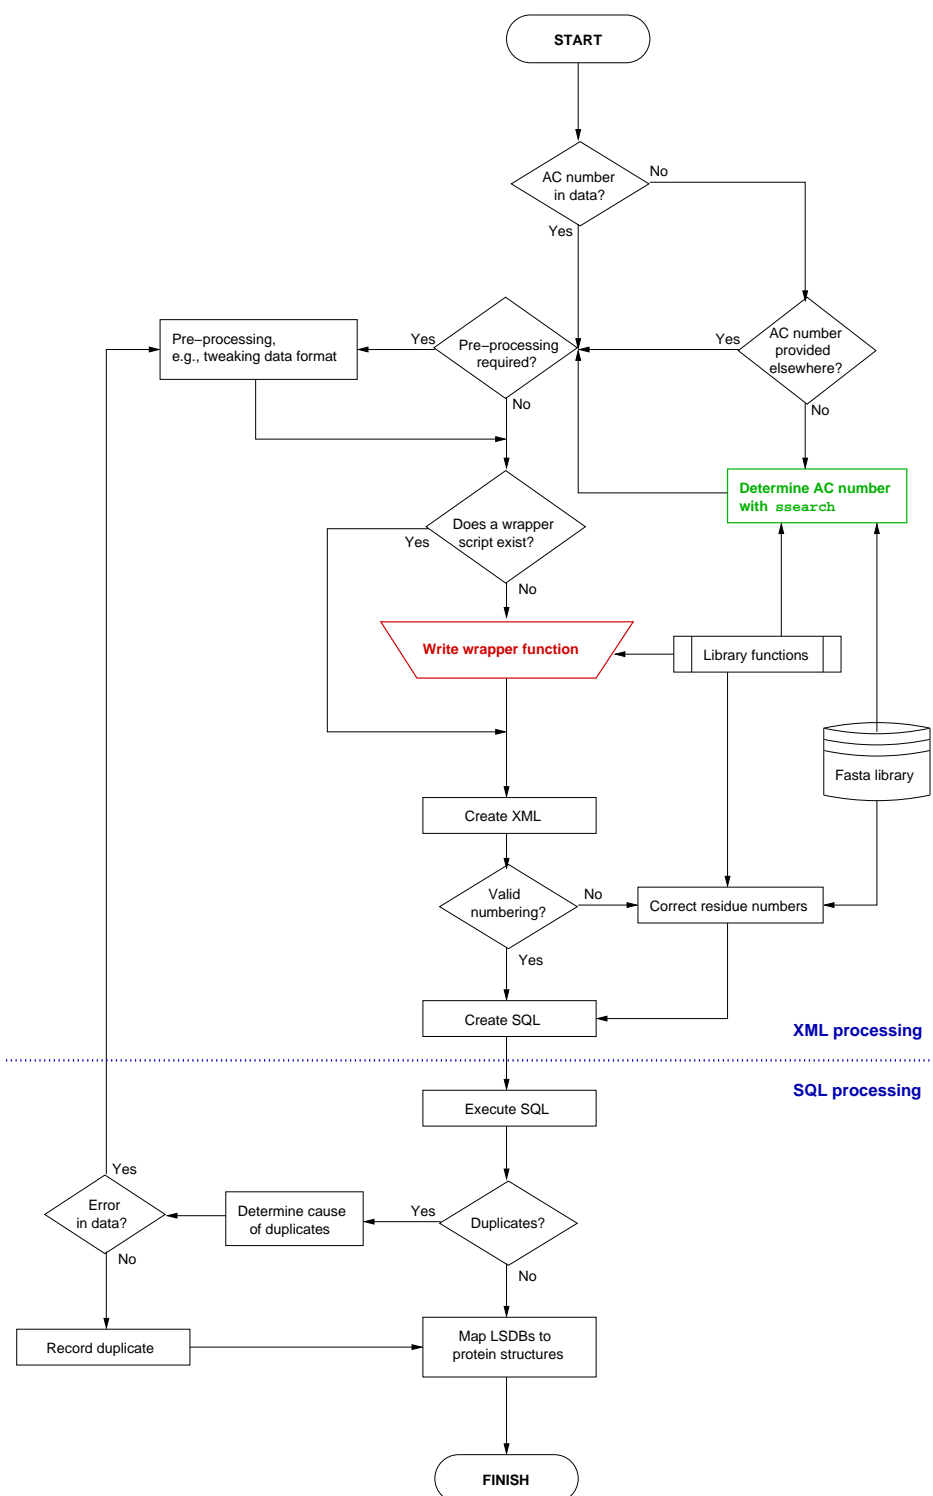 START
AC number
in data?
No
Yes
Pre-processing,
e.g., tweaking data format
Yes
Pre-processing
required?
Yes
AC number
provided
elsewhere?
No
No
Determine AC number
with ssearch
Does a wrapper
script exist?
Yes
No
Write wrapper function
Library functions
Fasta library
Create XML
Valid
numbering?
No
Correct residue numbers
Yes
Create SQL
XML processing
SQL processing
Execute SQL
Yes
Error
in data?
Determine cause
of duplicates
Yes
Duplicates?
No
No
Record duplicate
Map LSDBs to
protein structures
FINISH